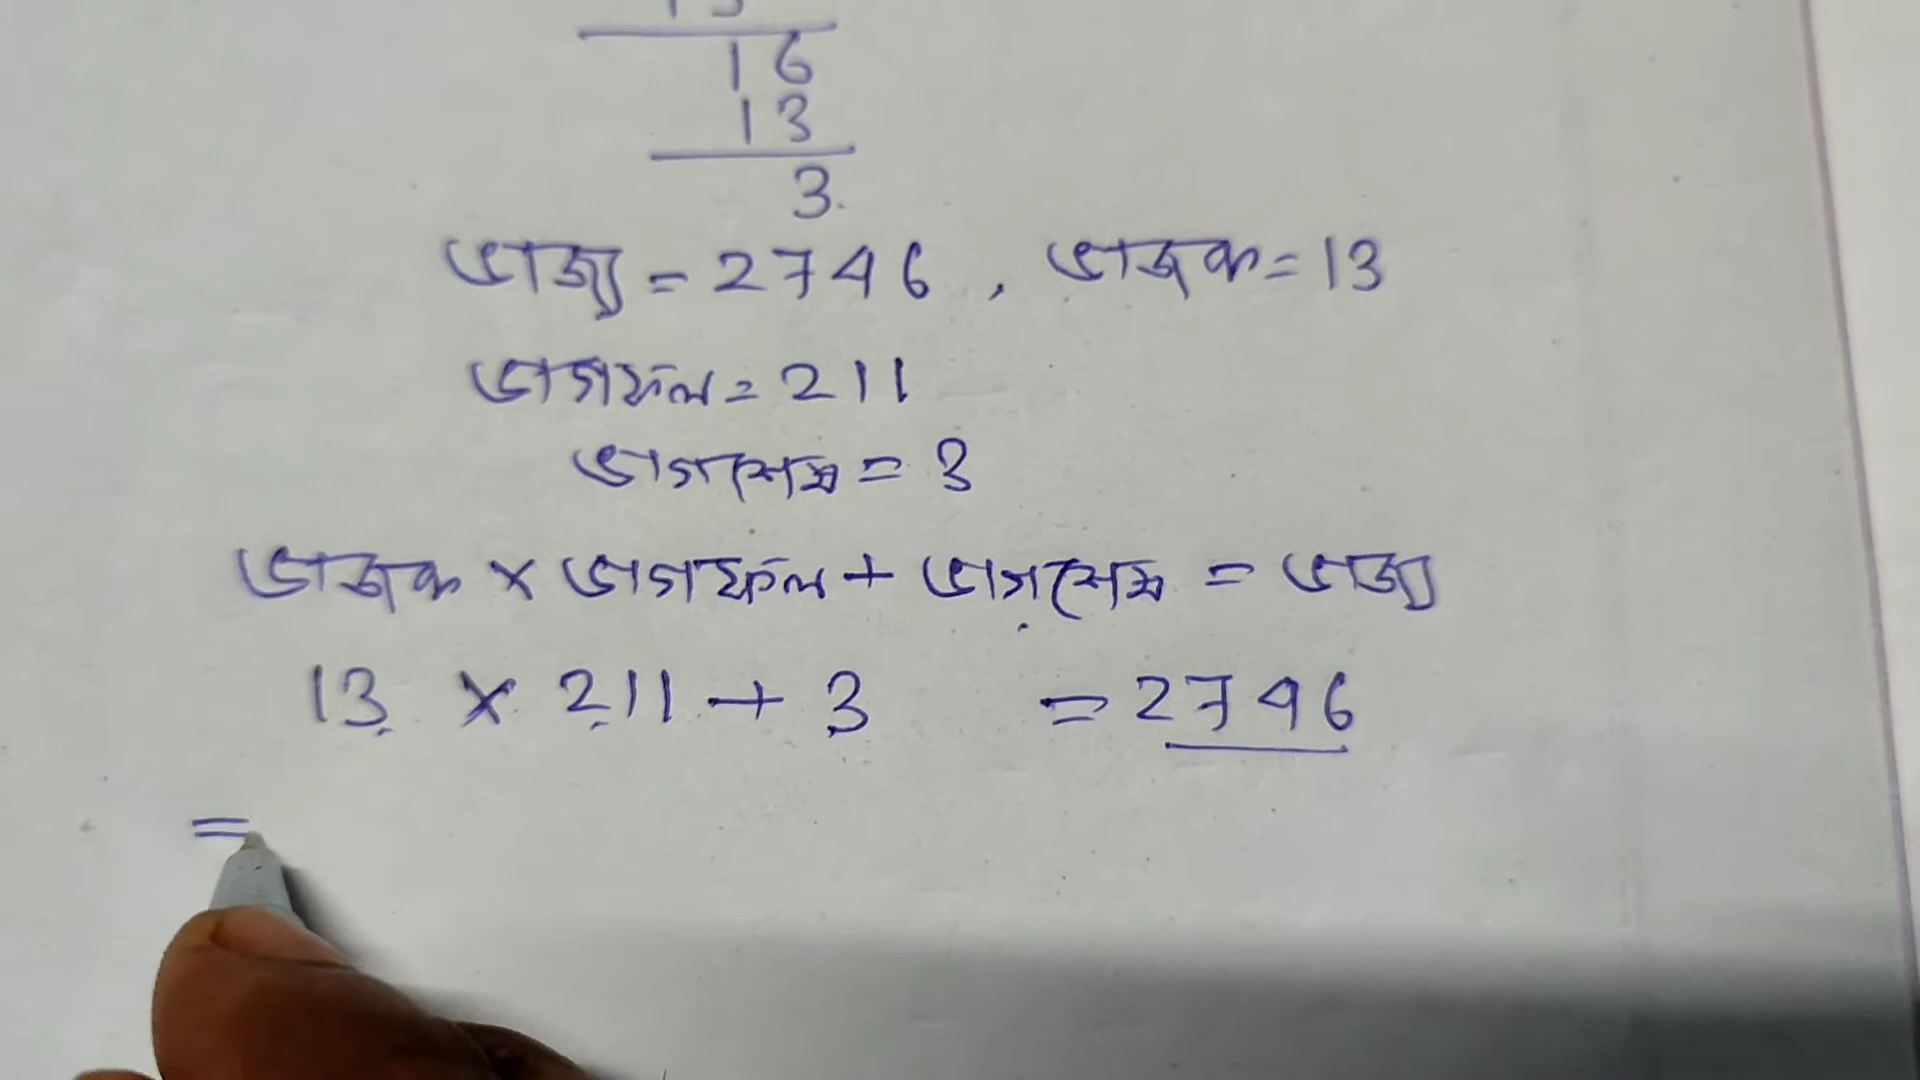 16
13
3.
ভাজ্য = 2746, ভাজক = 13
ভাগফল = 211
ভাগশেষ = 3
ভাজক × ভাগফল + ভাগশেষ = ভাজ্য
13 × 211 + 3 = 2746
=